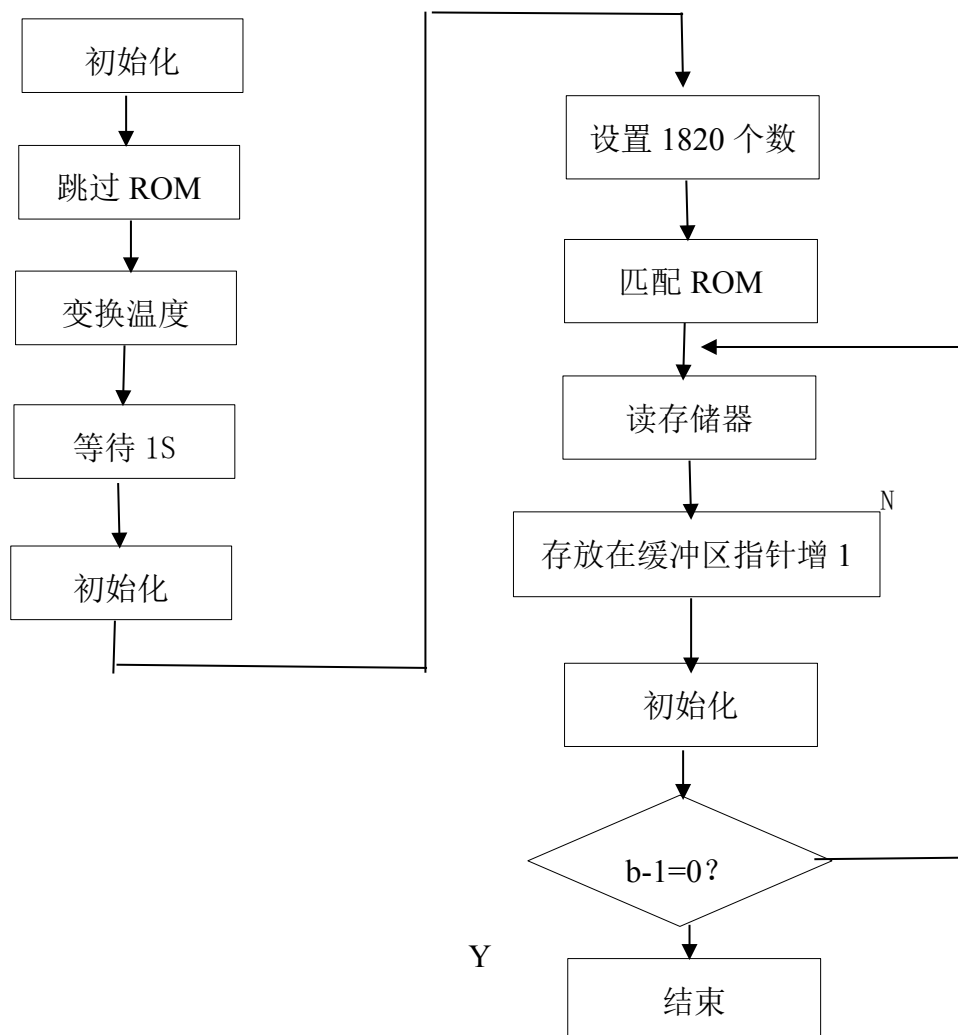 初始化
跳过 ROM
变换温度
等待 1S
初始化
设置 1820 个数
匹配 ROM
读存储器
N
存放在缓冲区指针增 1
初始化
b-1=0？
Y
结束